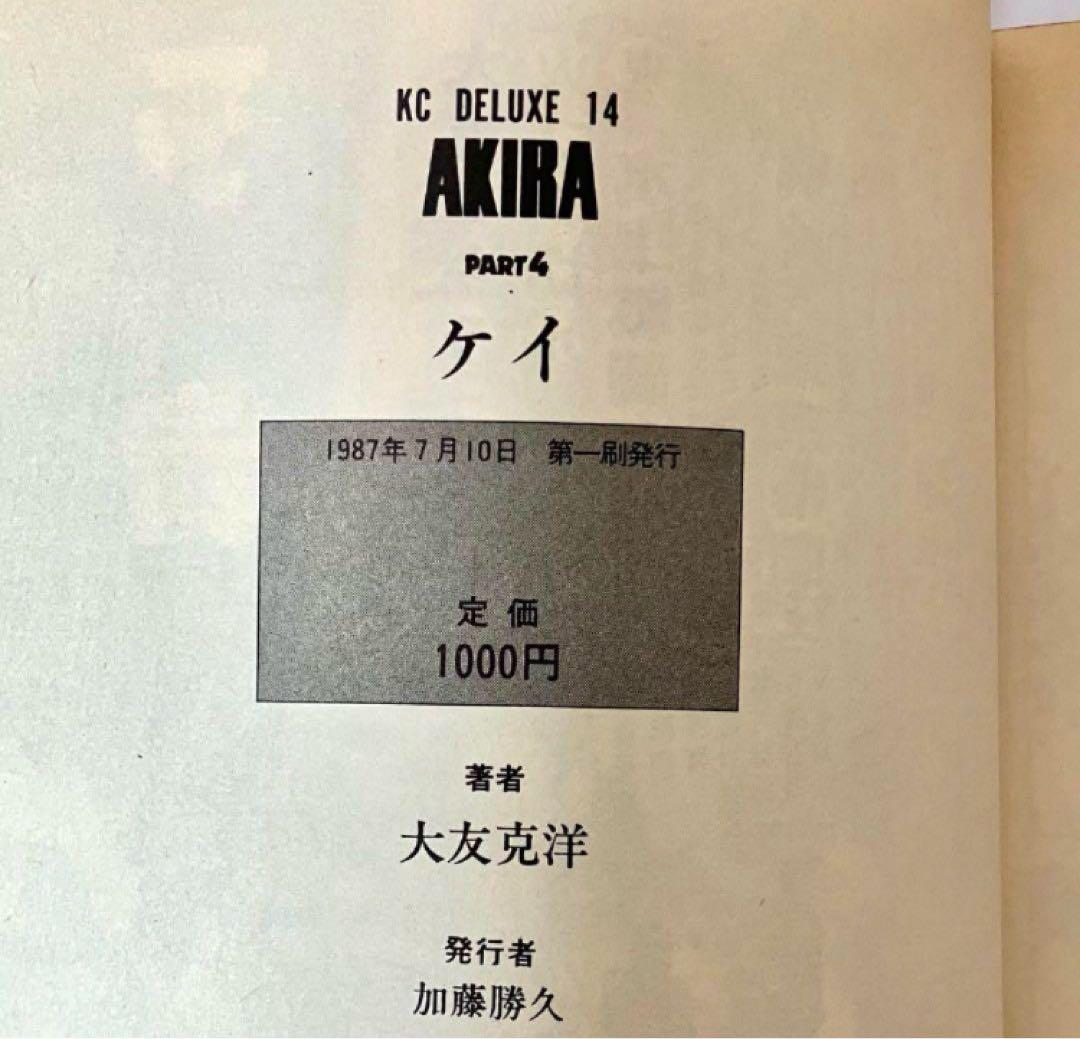 KC DELUXE 14
AKIRA
PART4
ケイ
1987年7月10日 第一刷発行
定価
1000円
著者
大友克洋
発行者
加藤勝久